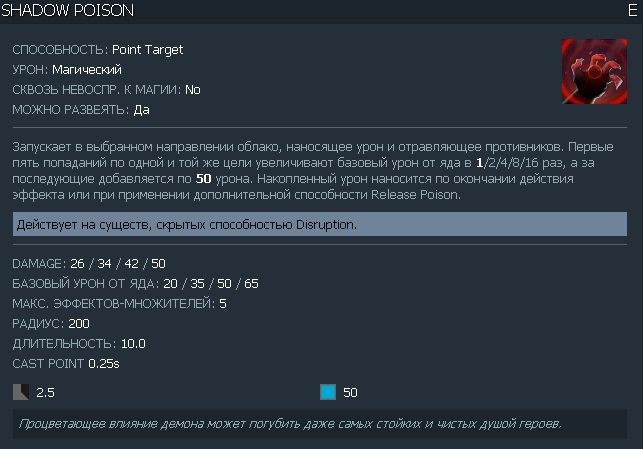 SHADOW POISON E
СПОСОБНОСТЬ: Point Target
УРОН: Магический
СКВОЗЬ НЕВОСПР. К МАГИИ: No
МОЖНО РАЗВЕЯТЬ: Да
Запускает в выбранном направлении облако, наносящее урон и отравляющее противников. Первые
пять попаданий по одной и той же цели увеличивают базовый урон от яда в 1/2/4/8/16 раз, а за
последующие добавляется по 50 урона. Накопленный урон наносится по окончании действия
эффекта или при применении дополнительной способности Release Poison.
Действует на существ, скрытых способностью Disruption.
DAMAGE: 26 / 34 / 42 / 50
БАЗОВЫЙ УРОН ОТ ЯДА: 20 / 35 / 50 / 65
МАКС. ЭФФЕКТОВ-МНОЖИТЕЛЕЙ: 5
РАДИУС: 200
ДЛИТЕЛЬНОСТЬ: 10.0
CAST POINT 0.25s
2.5 50
Процветающее влияние демона может погубить даже самых стойких и чистых душой героев.